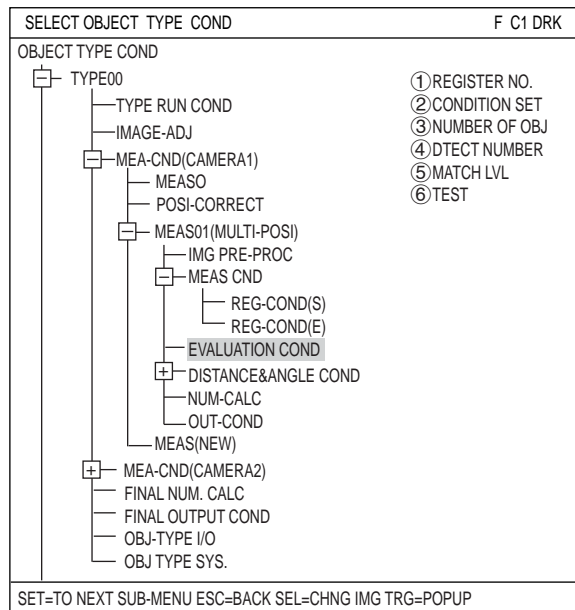 SELECT OBJECT TYPE COND F C1 DRK
OBJECT TYPE COND
TYPE00
TYPE RUN COND
IMAGE-ADJ
MEA-CND(CAMERA1)
MEASO
POSI-CORRECT
MEAS01(MULTI-POSI)
IMG PRE-PROC
MEAS CND
REG-COND(S)
REG-COND(E)
EVALUATION COND
DISTANCE&ANGLE COND
NUM-CALC
OUT-COND
MEAS(NEW)
MEA-CND(CAMERA2)
FINAL NUM. CALC
FINAL OUTPUT COND
OBJ-TYPE I/O
OBJ TYPE SYS.
①REGISTER NO.
②CONDITION SET
③NUMBER OF OBJ
④DTECT NUMBER
⑤MATCH LVL
⑥TEST
SET=TO NEXT SUB-MENU ESC=BACK SEL=CHNG IMG TRG=POPUP